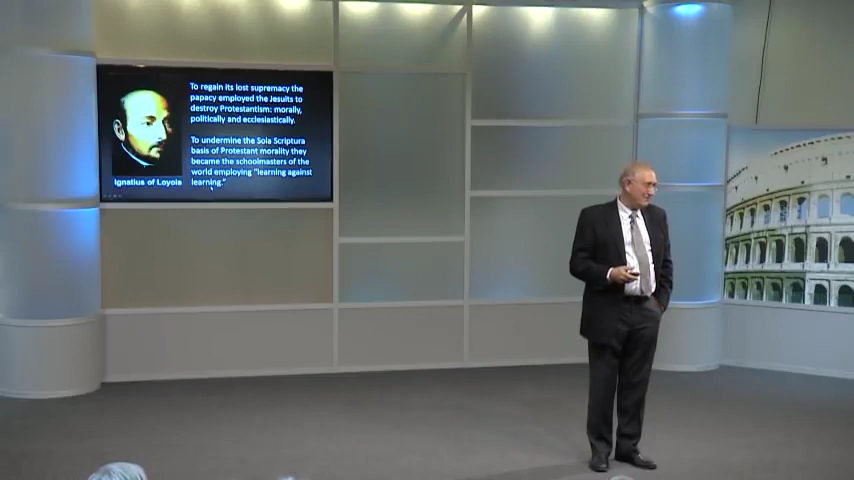 To regain its lost supremacy the
papacy employed the Jesuits to
destroy Protestantism: morally,
politically and ecclesiastically.
To undermine the Sola Scriptura
basis of Protestant morality they
became the schoolmasters of the
world employing "learning against
learning."
Ignatius of Loyola